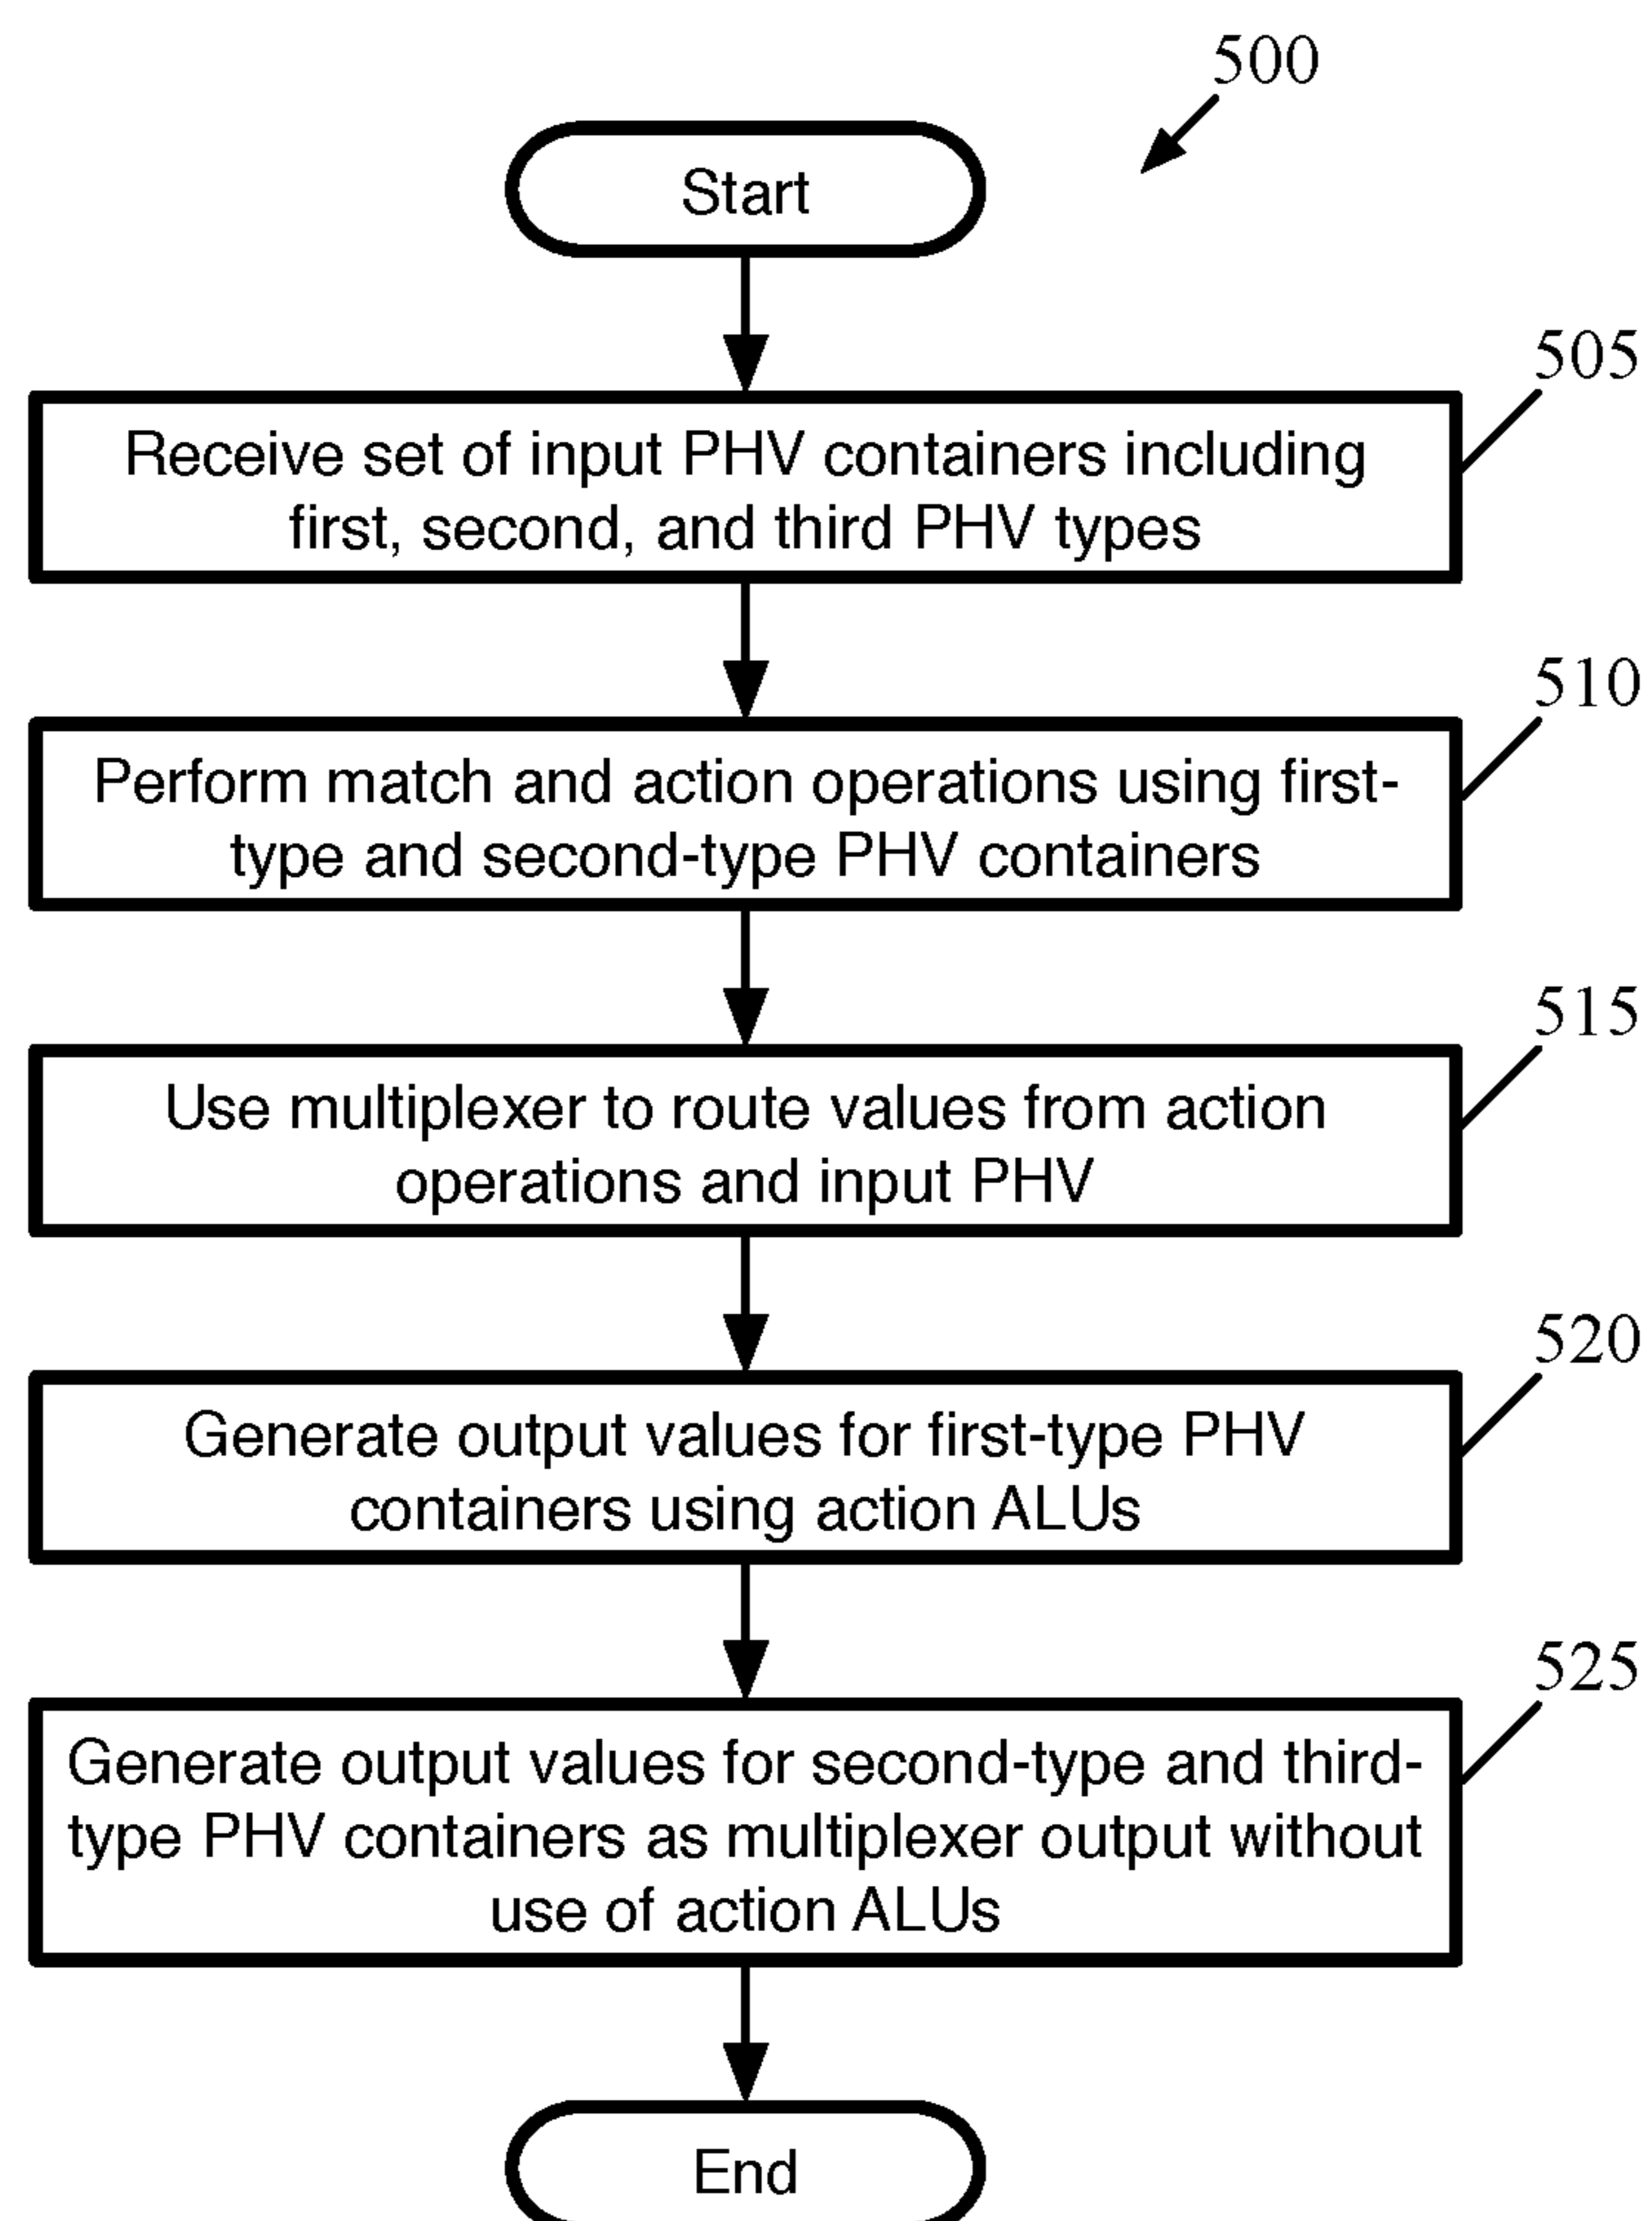 500
Start
505
Receive set of input PHV containers including
first, second, and third PHV types
510
Perform match and action operations using first-
type and second-type PHV containers
515
Use multiplexer to route values from action
operations and input PHV
520
Generate output values for first-type PHV
containers using action ALUs
525
Generate output values for second-type and third-
type PHV containers as multiplexer output without
use of action ALUs
End